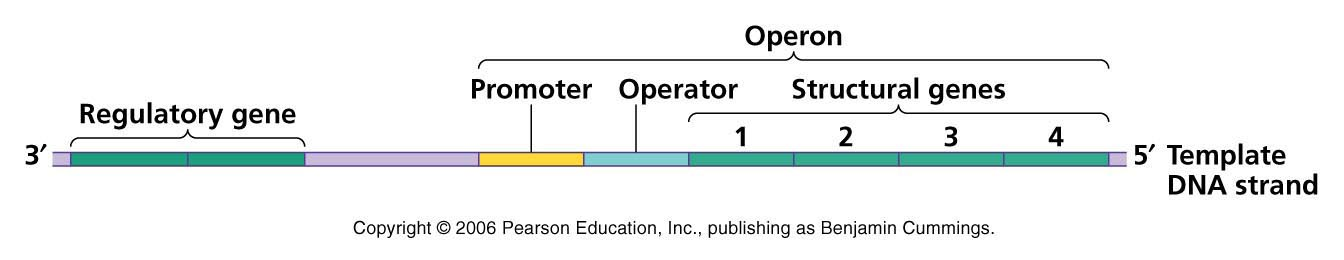 Operon
Promoter Operator Structural genes
Regulatory gene
1 2 3 4
3′ 5′ Template
DNA strand
Copyright © 2006 Pearson Education, Inc., publishing as Benjamin Cummings.